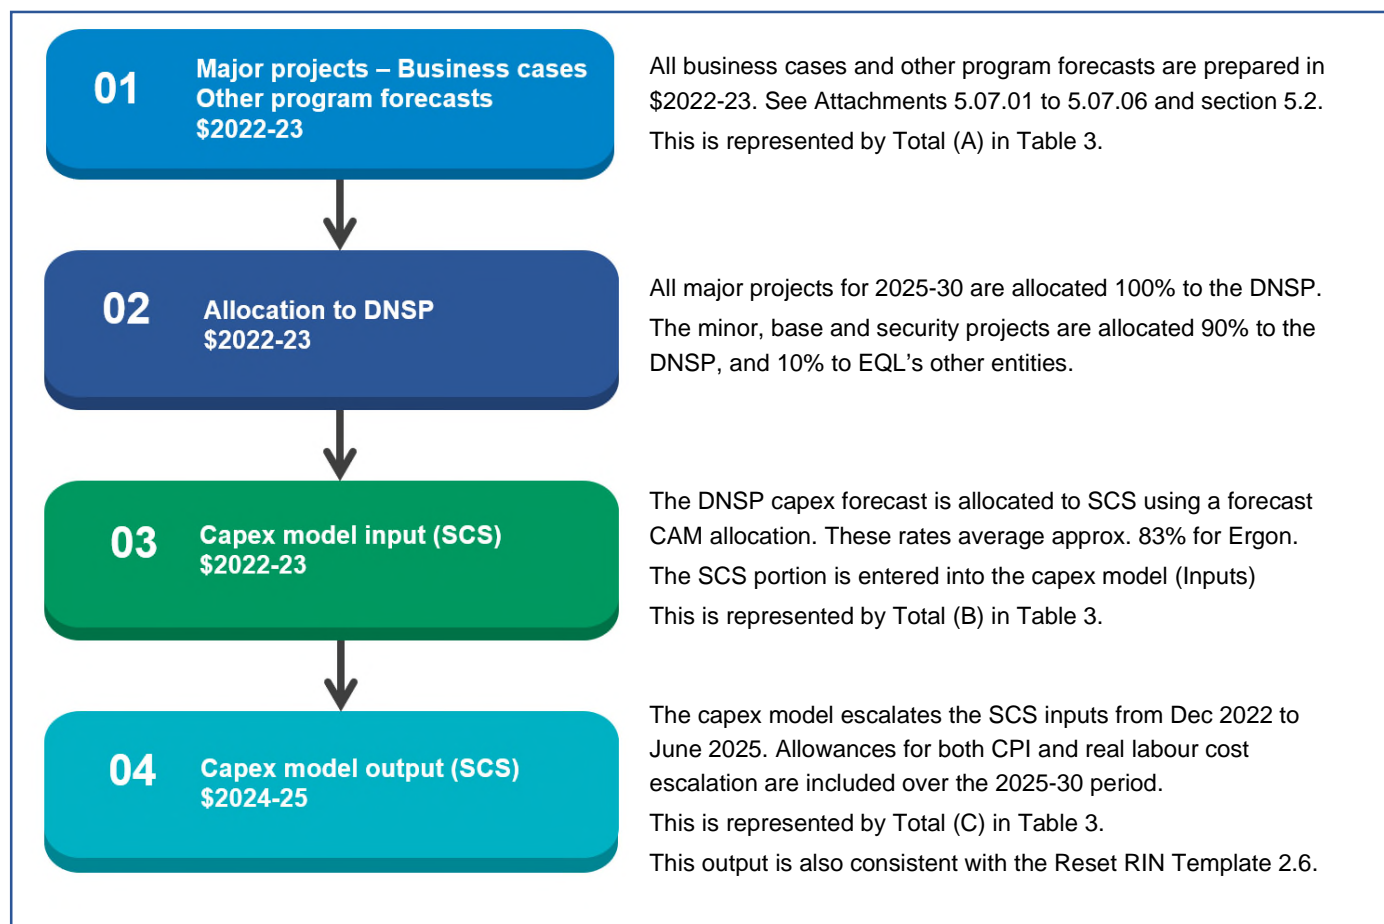 01
Major projects – Business cases
Other program forecasts
$2022-23
All business cases and other program forecasts are prepared in
$2022-23. See Attachments 5.07.01 to 5.07.06 and section 5.2.
This is represented by Total (A) in Table 3.
02
Allocation to DNSP
$2022-23
All major projects for 2025-30 are allocated 100% to the DNSP.
The minor, base and security projects are allocated 90% to the
DNSP, and 10% to EQL’s other entities.
03
Capex model input (SCS)
$2022-23
The DNSP capex forecast is allocated to SCS using a forecast
CAM allocation. These rates average approx. 83% for Ergon.
The SCS portion is entered into the capex model (Inputs)
This is represented by Total (B) in Table 3.
04
Capex model output (SCS)
$2024-25
The capex model escalates the SCS inputs from Dec 2022 to
June 2025. Allowances for both CPI and real labour cost
escalation are included over the 2025-30 period.
This is represented by Total (C) in Table 3.
This output is also consistent with the Reset RIN Template 2.6.